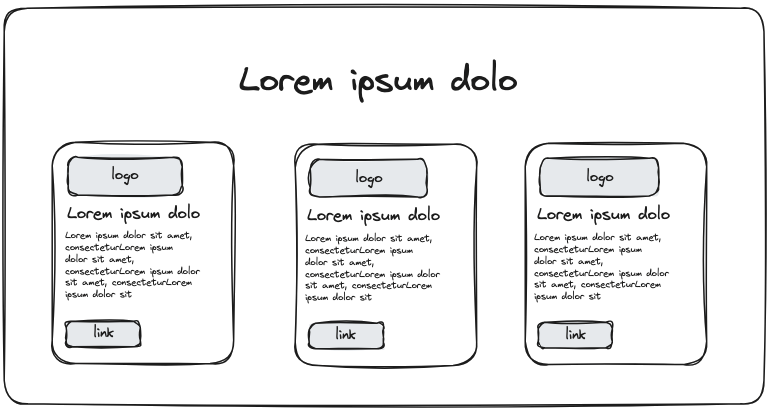 Lorem ipsum dolo
logo
Lorem ipsum dolo
Lorem ipsum dolor sit amet,
consecteturLorem ipsum
dolor sit amet,
consecteturLorem ipsum dolor
sit amet, consecteturLorem
ipsum dolor sit
link
logo
Lorem ipsum dolo
Lorem ipsum dolor sit amet,
consecteturLorem ipsum
dolor sit amet,
consecteturLorem ipsum dolor
sit amet, consecteturLorem
ipsum dolor sit
link
logo
Lorem ipsum dolo
Lorem ipsum dolor sit amet,
consecteturLorem ipsum
dolor sit amet,
consecteturLorem ipsum dolor
sit amet, consecteturLorem
ipsum dolor sit
link